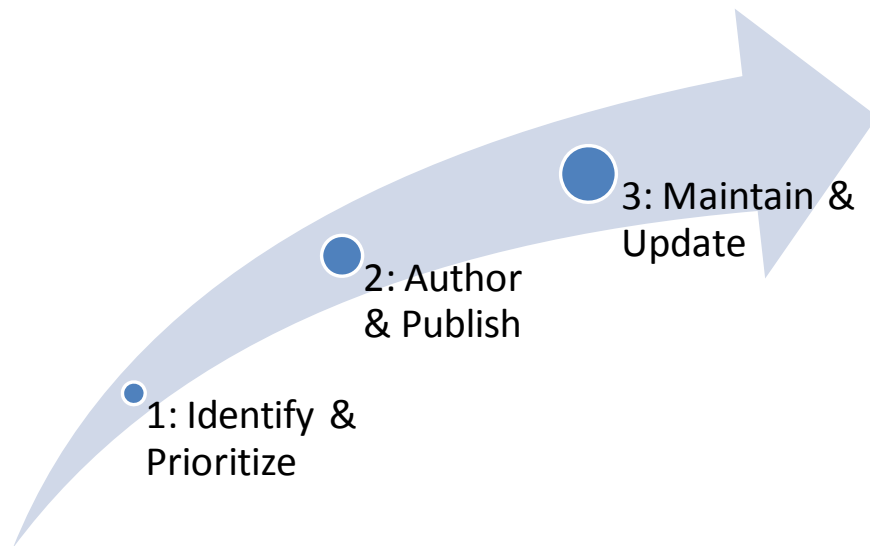 1: Identify &
Prioritize
2: Author
& Publish
3: Maintain &
Update